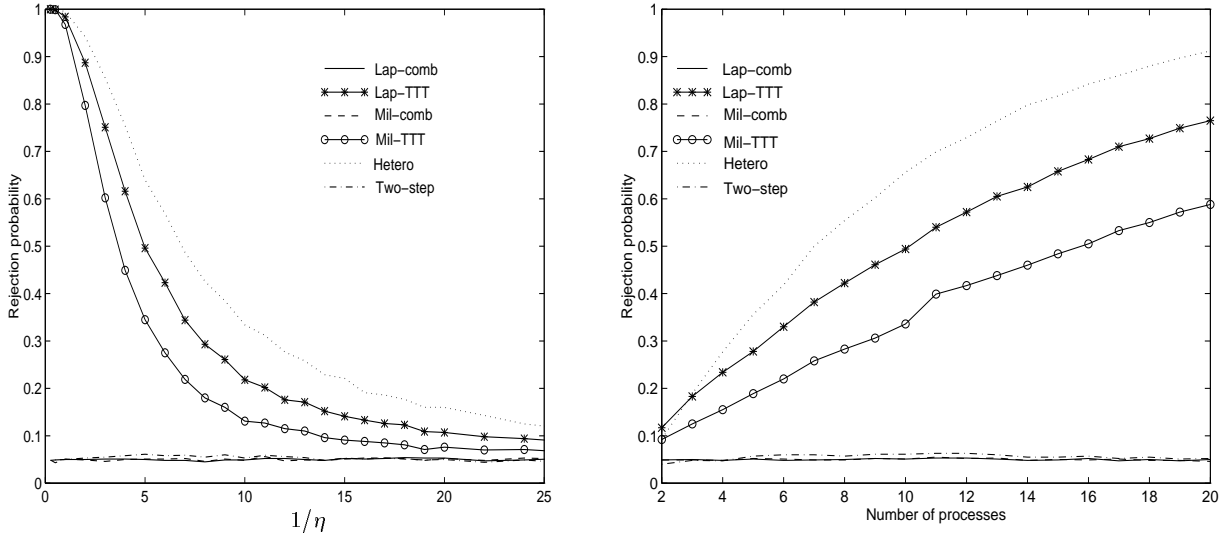 1
0.9
0.8
0.7
0.6
0.5
0.4
0.3
0.2
0.1
0
Rejection probability
Lap-comb
Lap-TTT
Mil-comb
Mil-TTT
Hetero
Two-step
0 5 10 15 20 25
1/η
1
0.9
0.8
0.7
0.6
0.5
0.4
0.3
0.2
0.1
0
Rejection probability
Lap-comb
Lap-TTT
Mil-comb
Mil-TTT
Hetero
Two-step
2 4 6 8 10 12 14 16 18 20
Number of processes